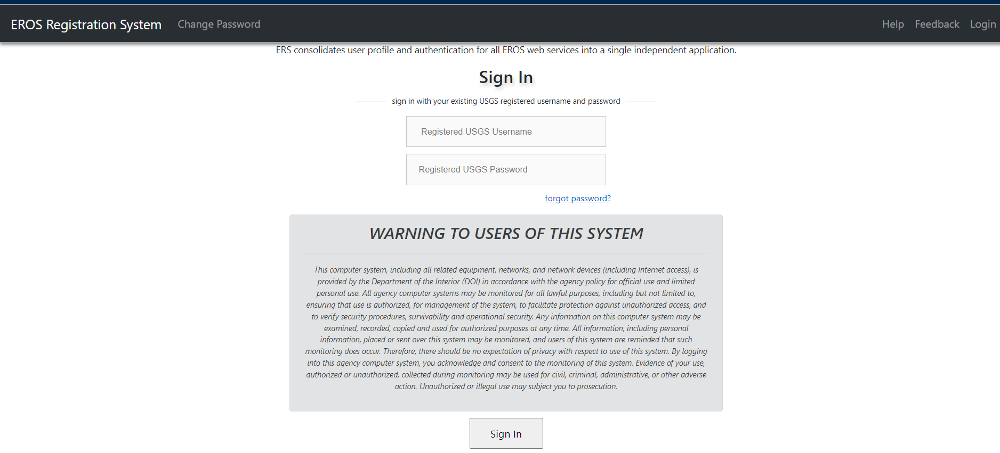 EROS Registration System Change Password Help Feedback Login
ERS consolidates user profile and authentication for all EROS web services into a single independent application.
Sign In
sign in with your existing USGS registered username and password
Registered USGS Username
Registered USGS Password
forgot password?
WARNING TO USERS OF THIS SYSTEM
This computer system, including all related equipment, networks, and network devices (including Internet access), is
provided by the Department of the Interior (DOI) in accordance with the agency policy for official use and limited
personal use. All agency computer systems may be monitored for all lawful purposes, including but not limited to,
ensuring that use is authorized, for management of the system, to facilitate protection against unauthorized access, and
to verify security procedures, survivability and operational security. Any information on this computer system may be
examined, recorded, copied and used for authorized purposes at any time. All information, including personal
information, placed or sent over this system may be monitored, and users of this system are reminded that such
monitoring does occur. Therefore, there should be no expectation of privacy with respect to use of this system. By logging
into this agency computer system, you acknowledge and consent to the monitoring of this system. Evidence of your use,
authorized or unauthorized, collected during monitoring may be used for civil, criminal, administrative, or other adverse
action. Unauthorized or illegal use may subject you to prosecution.
Sign In